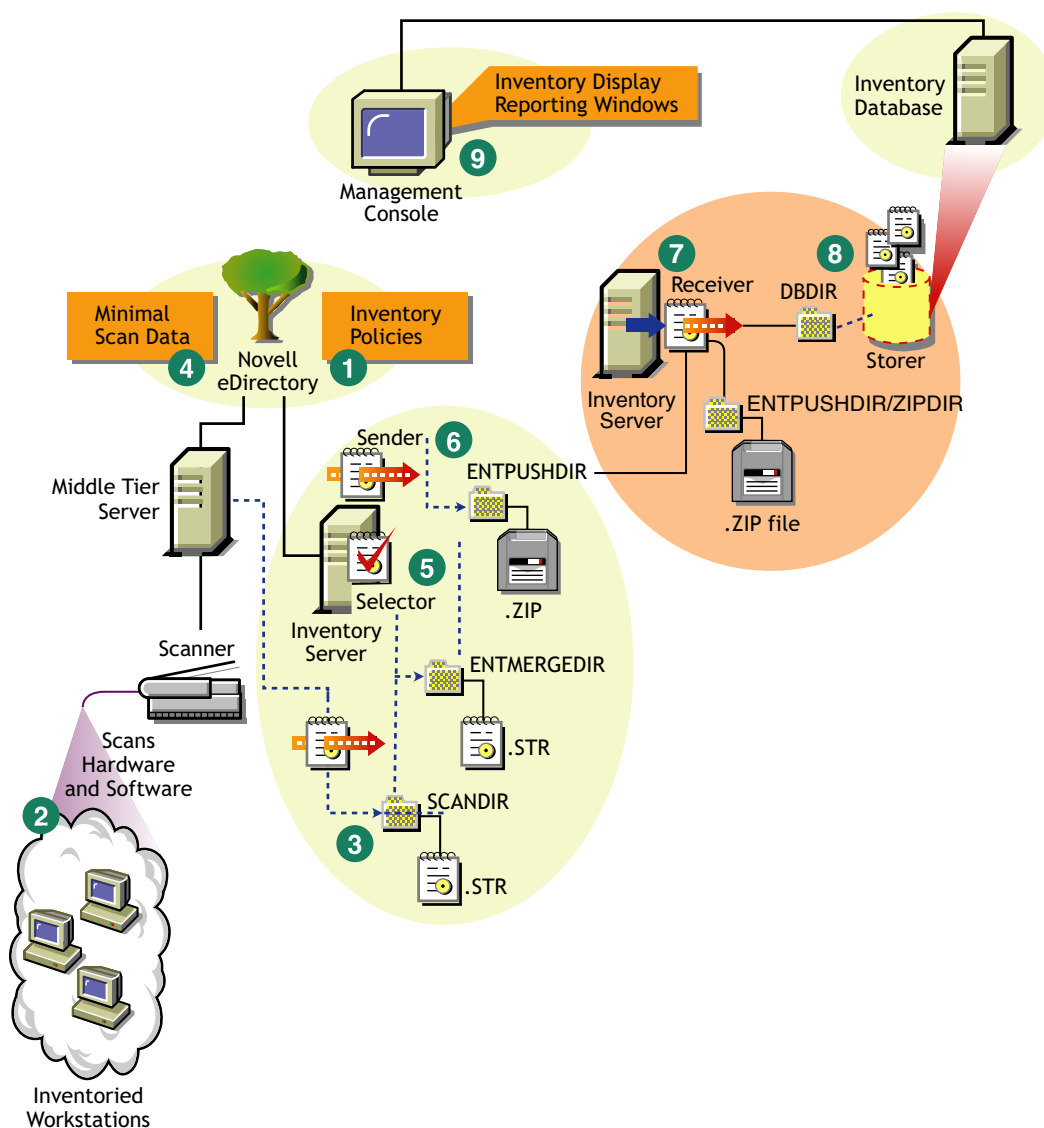 Inventory Display
Reporting Windows
Inventory
Database
9
Management
Console
7
8
Receiver
DBDIR
Minimal
Scan Data
Inventory
Policies
4
Novell
eDirectory
1
Storer
Inventory
Server
ENTPUSHDIR/ZIPDIR
Sender
6
ENTPUSHDIR
Middle Tier
Server
.ZIP file
5
Selector
.ZIP
Inventory
Server
Scanner
ENTMERGEDIR
Scans
Hardware
and Software
.STR
SCANDIR
2
3
.STR
Inventoried
Workstations